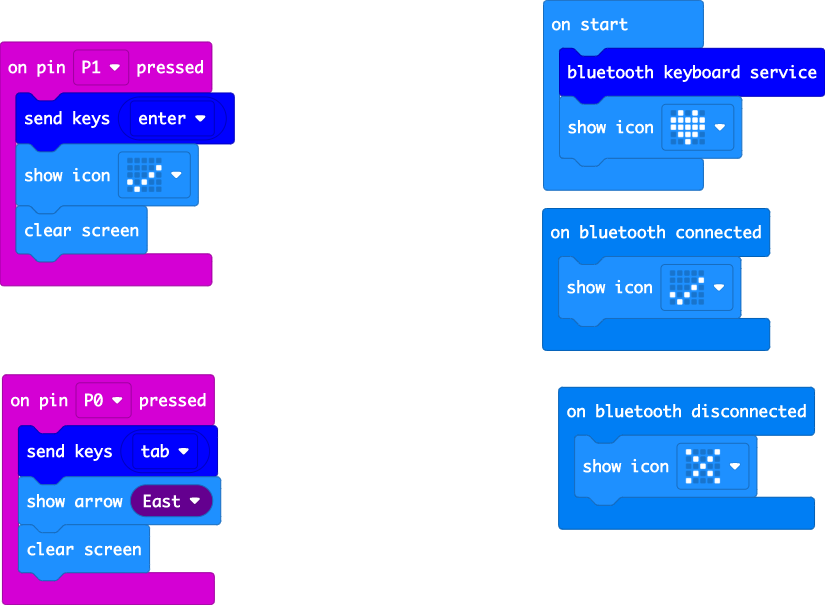 on pin P1 pressed
send keys enter
show icon
clear screen
on pin P0 pressed
send keys tab
show arrow East
clear screen
on start
bluetooth keyboard service
show icon
on bluetooth connected
show icon
on bluetooth disconnected
show icon